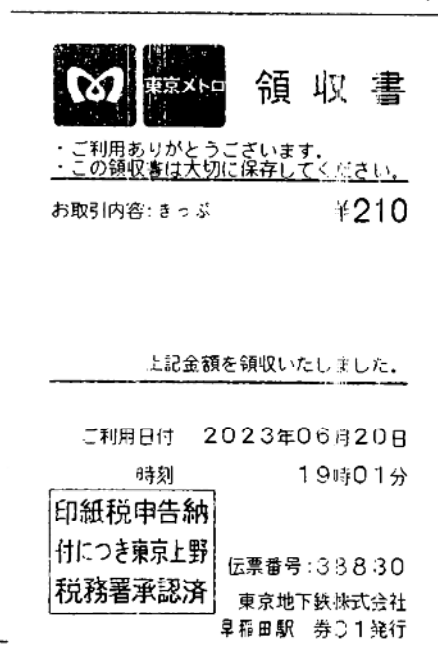 東京メトロ 領収書
・ご利用ありがとうございます.
・この領収書は大切に保存してください.
お取引内容:きっぷ ¥210
上記金額を領収いたしました.
ご利用日付 2023年06月20日
時刻 19時01分
印紙税申告納
付につき東京上野
税務署承認済
伝票番号:38830
東京地下鉄株式会社
早稲田駅 券01発行